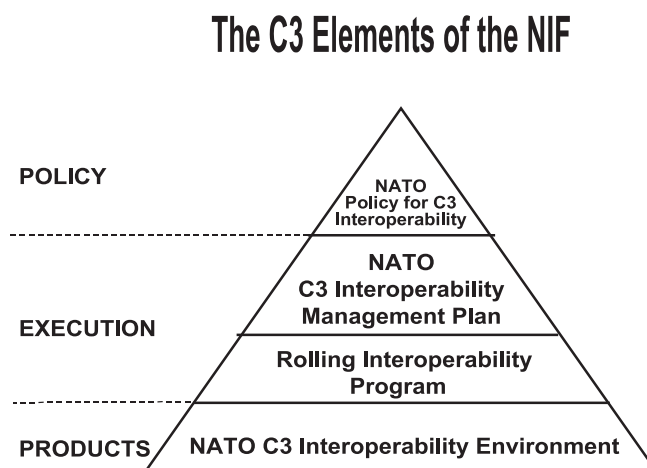 The C3 Elements of the NIF
POLICY
NATO
Policy for C3
Interoperability
EXECUTION
NATO
C3 Interoperability
Management Plan
Rolling Interoperability
Program
PRODUCTS
NATO C3 Interoperability Environment